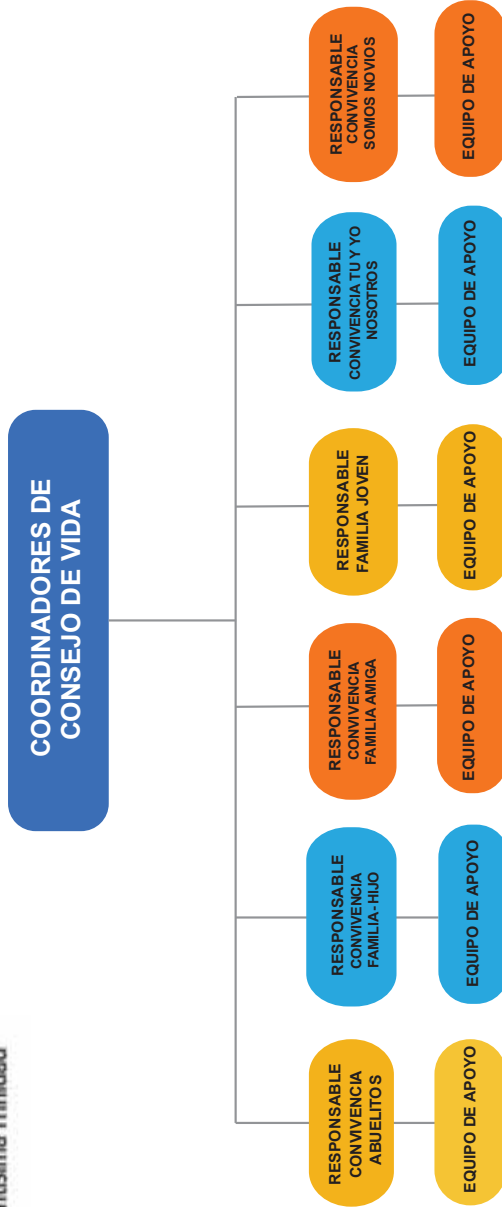 COORDINADORES DE
CONSEJO DE VIDA
RESPONSABLE
CONVIVENCIA
ABUELITOS
RESPONSABLE
CONVIVENCIA
FAMILIA-HIJO
RESPONSABLE
CONVIVENCIA
FAMILIA AMIGA
RESPONSABLE
FAMILIA JOVEN
RESPONSABLE
CONVIVENCIA TU Y YO
NOSOTROS
RESPONSABLE
CONVIVENCIA
SOMOS NOVIOS
EQUIPO DE APOYO
EQUIPO DE APOYO
EQUIPO DE APOYO
EQUIPO DE APOYO
EQUIPO DE APOYO
EQUIPO DE APOYO